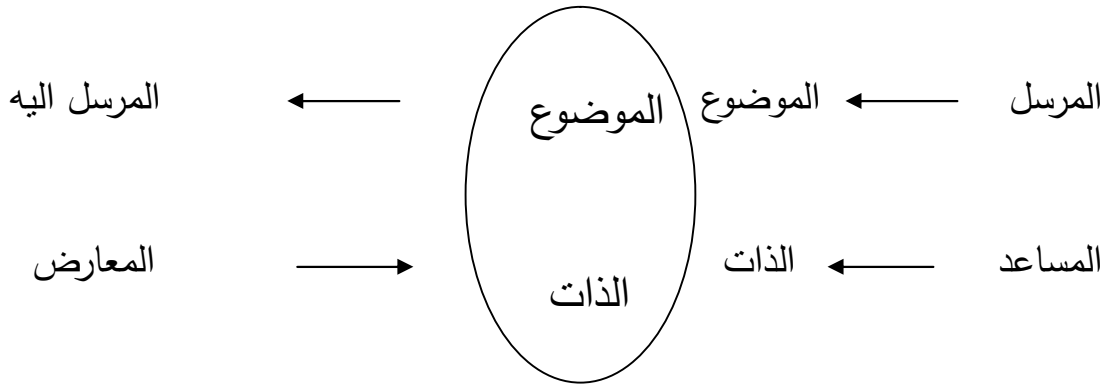 المرسل الموضوع الموضوع المرسل اليه
المساعد الذات الذات المعارض